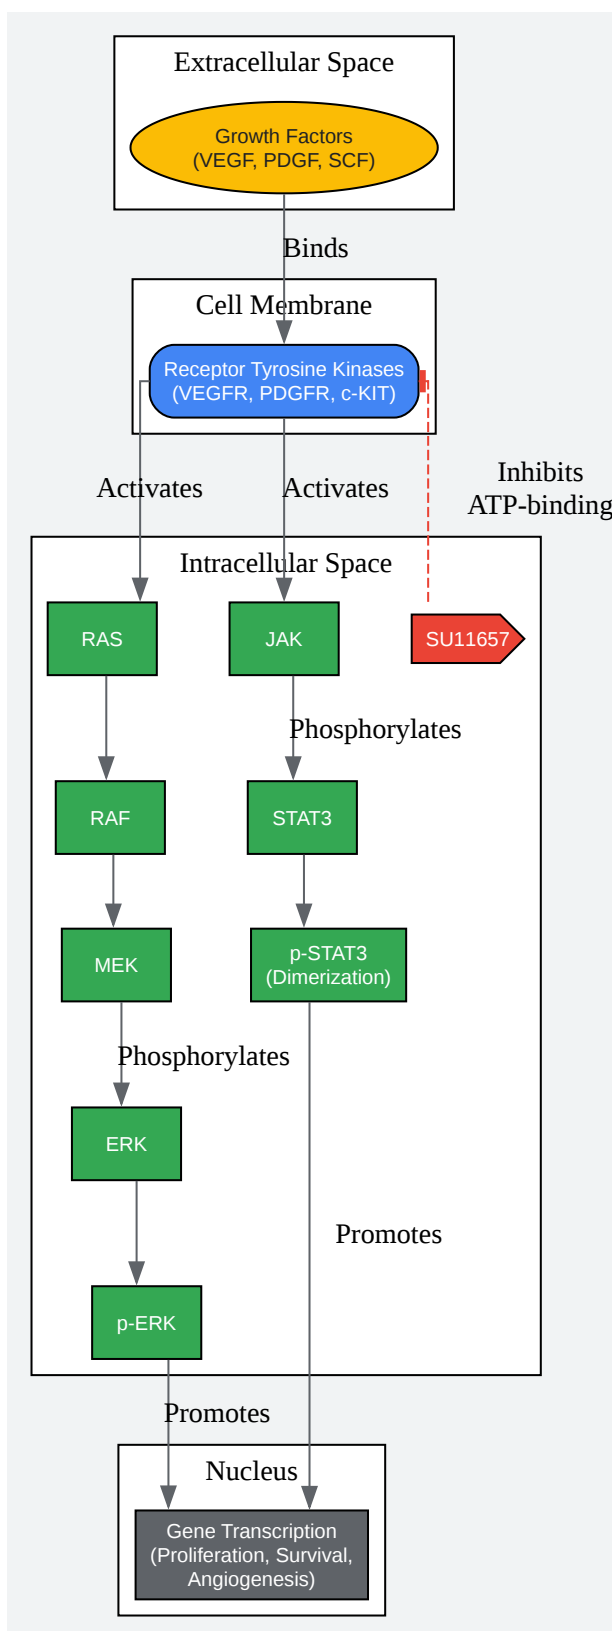 Extracellular Space
Growth Factors
(VEGF, PDGF, SCF)
Binds
Cell Membrane
Receptor Tyrosine Kinases
(VEGFR, PDGFR, c-KIT)
Activates
Activates
Inhibits
ATP-binding
Intracellular Space
RAS
JAK
SU11657
Phosphorylates
RAF
STAT3
MEK
p-STAT3
(Dimerization)
Phosphorylates
ERK
Promotes
p-ERK
Promotes
Nucleus
Gene Transcription
(Proliferation, Survival,
Angiogenesis)